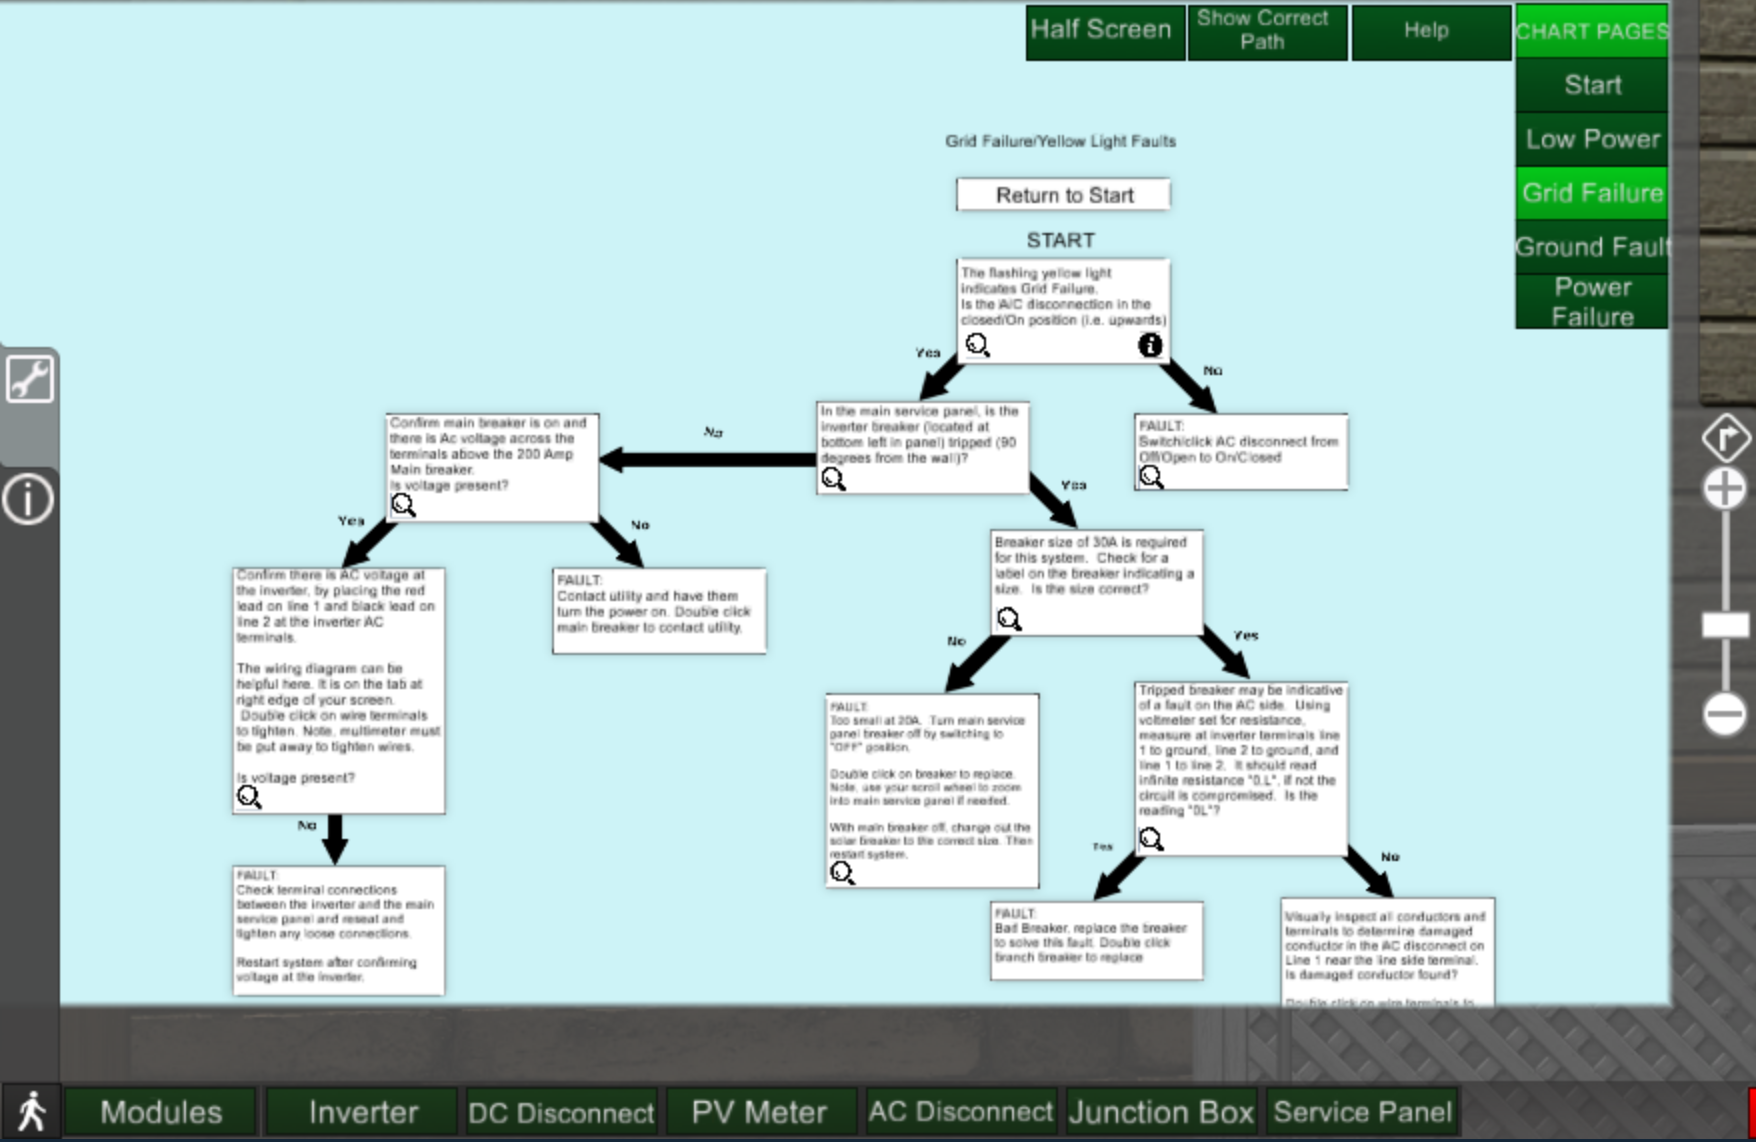 Half Screen
Show Correct
Path
Help
CHART PAGES
Start
Low Power
Grid Failure
Ground Fault
Power
Failure
Grid Failure/Yellow Light Faults
Return to Start
START
The flashing yellow light
indicates Grid Failure.
Is the A/C disconnection in the
closed/On position (i.e. upwards)
Yes
No
In the main service panel, is the
inverter breaker (located at
bottom left in panel) tripped (90
degrees from the wall)?
FAULT:
Switch/click AC disconnect from
Off/Open to On/Closed
No
Yes
Confirm main breaker is on and
there is Ac voltage across the
terminals above the 200 Amp
Main breaker.
Is voltage present?
Yes
No
Confirm there is AC voltage at
the inverter, by placing the red
lead on line 1 and black lead on
line 2 at the inverter AC
terminals.
The wiring diagram can be
helpful here. It is on the tab at
right edge of your screen.
Double click on wire terminals
to tighten. Note, multimeter must
be put away to tighten wires.
Is voltage present?
No
FAULT:
Check terminal connections
between the inverter and the main
service panel and reseat and
tighten any loose connections.
Restart system after confirming
voltage at the inverter.
FAULT:
Contact utility and have them
turn the power on. Double click
main breaker to contact utility.
Breaker size of 30A is required
for this system. Check for a
label on the breaker indicating a
size. Is the size correct?
No
Yes
FAULT:
Too small at 20A. Turn main service
panel breaker off by switching to
"OFF" position.
Double click on breaker to replace.
Note, use your scroll wheel to zoom
into main service panel if needed.
With main breaker off, change out the
solar breaker to the correct size. Then
restart system.
Tripped breaker may be indicative
of a fault on the AC side. Using
voltmeter set for resistance,
measure at inverter terminals line
1 to ground, line 2 to ground, and
line 1 to line 2. It should read
infinite resistance "0.L", if not the
circuit is compromised. Is the
reading "0L"?
Yes
No
FAULT:
Bad Breaker, replace the breaker
to solve this fault. Double click
branch breaker to replace
Visually inspect all conductors and
terminals to determine damaged
conductor in the AC disconnect on
Line 1 near the line side terminal.
Is damaged conductor found?
Double click on wire terminals to
Modules
Inverter
DC Disconnect
PV Meter
AC Disconnect
Junction Box
Service Panel